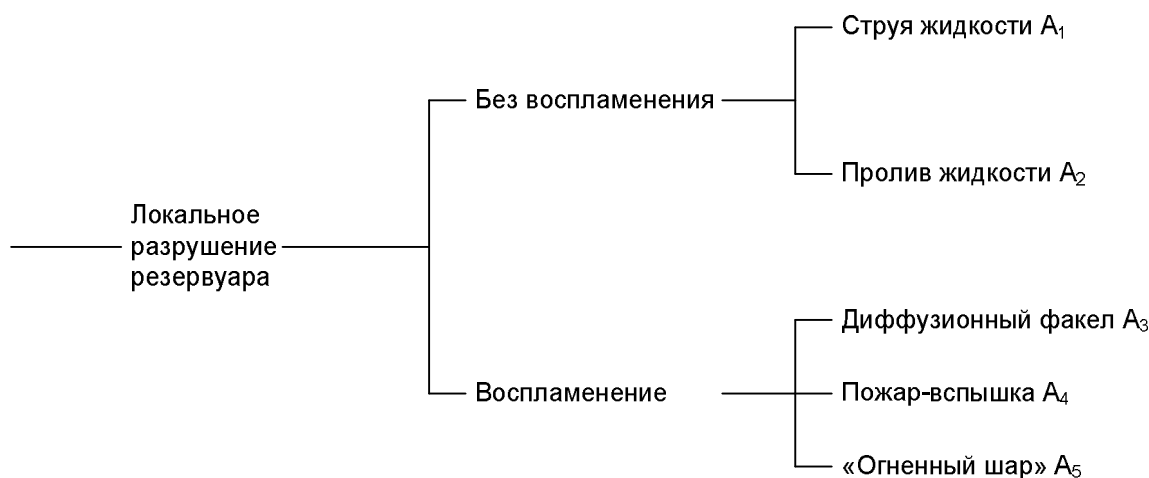 Струя жидкости A₁
Без воспламенения
Пролив жидкости A₂
Локальное
разрушение
резервуара
Диффузионный факел A₃
Воспламенение
Пожар-вспышка A₄
«Огненный шар» A₅